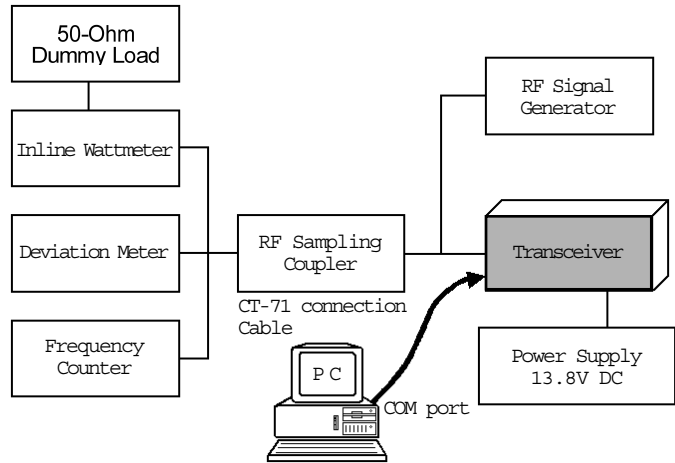 50-Ohm
Dummy Load
RF Signal
Generator
Inline Wattmeter
Deviation Meter
RF Sampling
Coupler
Transceiver
CT-71 connection
Cable
Frequency
Counter
PC
Power Supply
13.8V DC
COM port